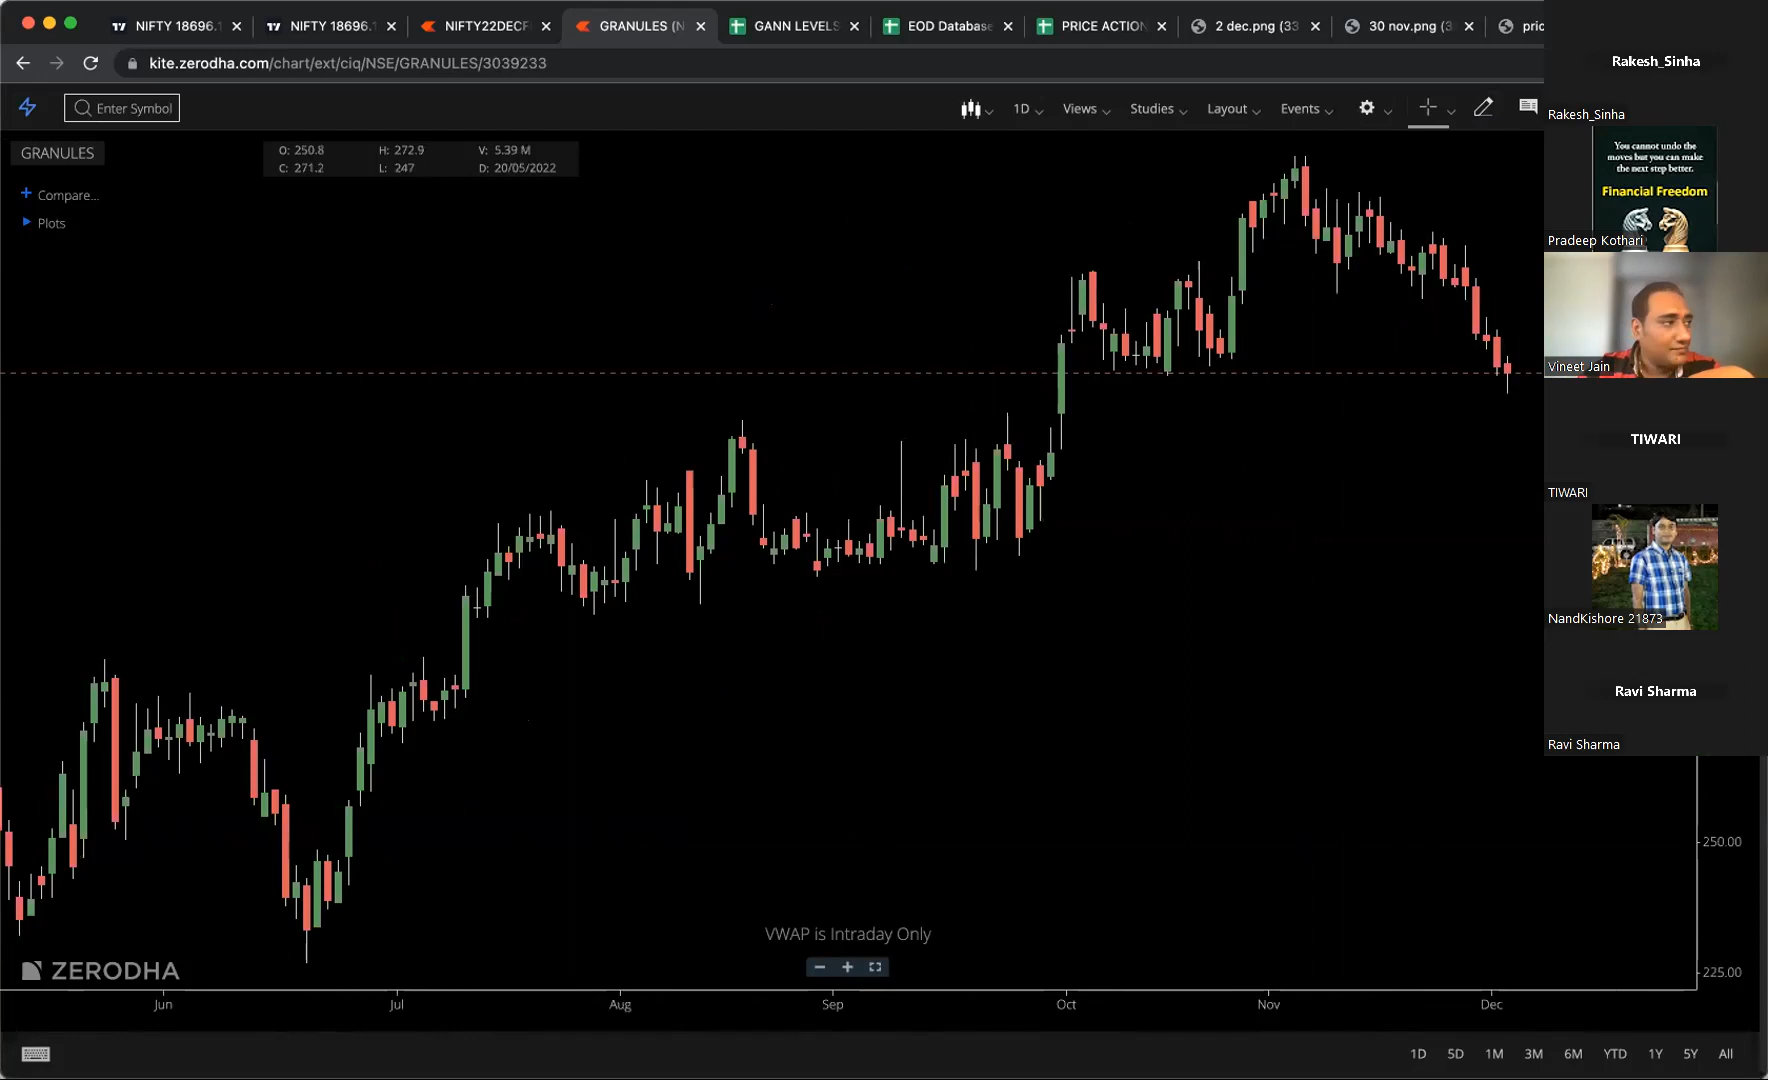 NIFTY 18696.
NIFTY 18696.
NIFTY22DECF
GRANULES (N
GANN LEVELS
EOD Database
PRICE ACTION
2 dec.png (33
30 nov.png (3
pric
kite.zerodha.com/chart/ext/ciq/NSE/GRANULES/3039233
Enter Symbol
1D
Views
Studies
Layout
Events
GRANULES
O: 250.8
H: 272.9
V: 5.39 M
C: 271.2
L: 247
D: 20/05/2022
Compare...
Plots
Rakesh_Sinha
Rakesh_Sinha
You cannot undo the
moves but you can make
the next step better.
Financial Freedom
Pradeep Kothari
Vineet Jain
TIWARI
TIWARI
NandKishore 21873
Ravi Sharma
Ravi Sharma
250.00
225.00
VWAP is Intraday Only
ZERODHA
Jun
Jul
Aug
Sep
Oct
Nov
Dec
1D
5D
1M
3M
6M
YTD
1Y
5Y
All